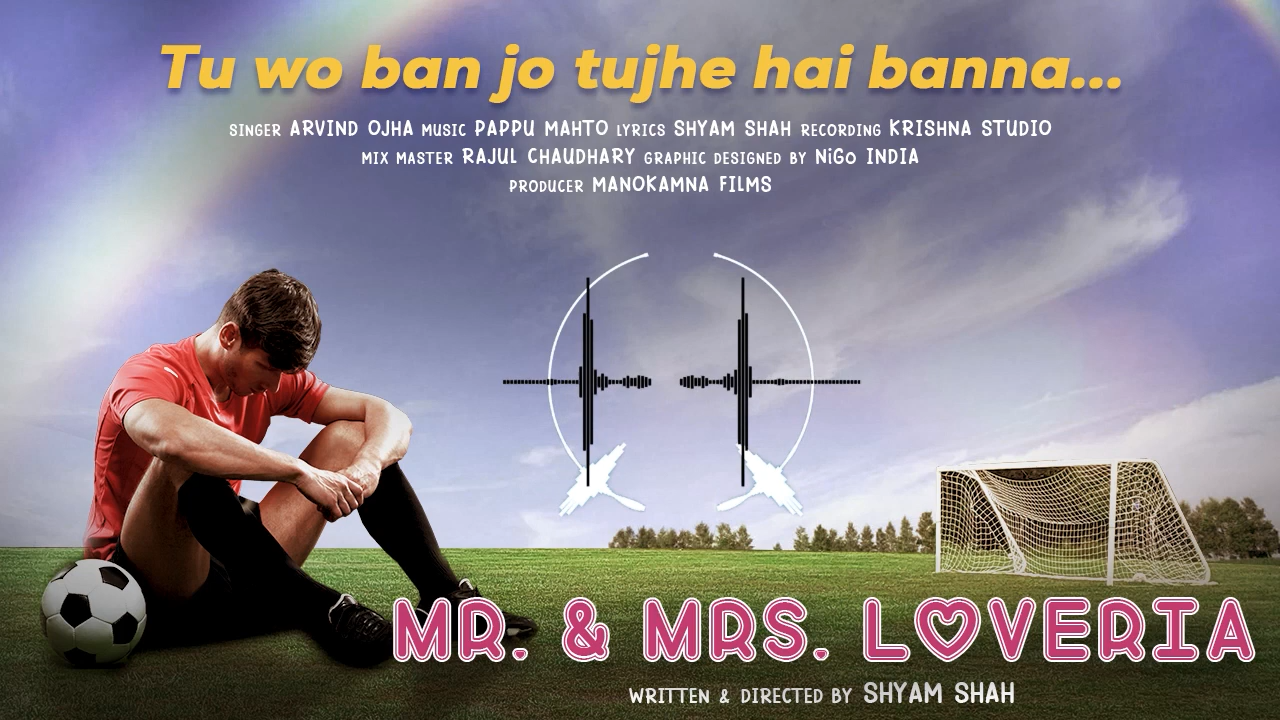 Tu wo ban jo tujhe hai banna...
SINGER ARVIND OJHA MUSIC PAPPU MAHTO LYRICS SHYAM SHAH RECORDING KRISHNA STUDIO
MIX MASTER RAJUL CHAUDHARY GRAPHIC DESIGNED BY NiGo INDIA
PRODUCER MANOKAMNA FILMS
MR. & MRS. LOVERIA
WRITTEN & DIRECTED BY SHYAM SHAH